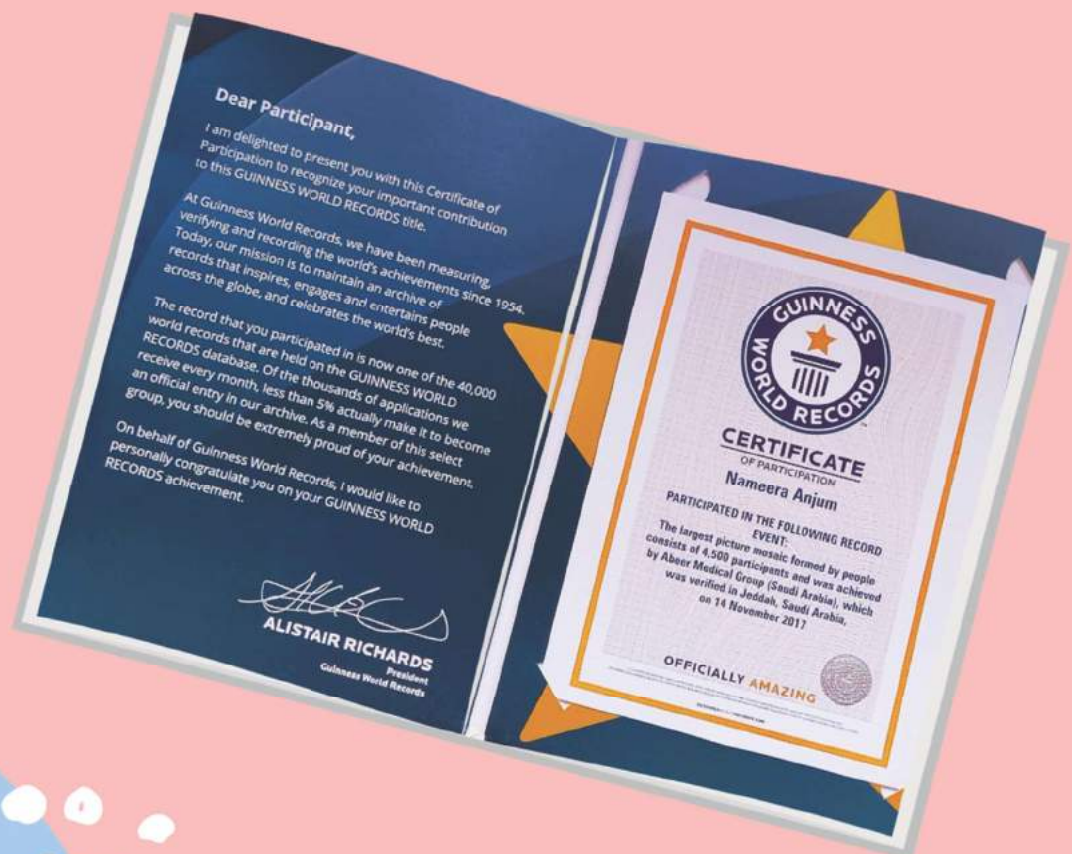 Dear Participant,
I am delighted to present you with this Certificate of
Participation to recognize your important contribution
to this GUINNESS WORLD RECORDS title.
At Guinness World Records, we have been measuring,
verifying and recording the world's achievements since 1954.
Today, our mission is to maintain an archive of
records that inspires, engages and entertains people
across the globe, and celebrates the world's best.
The record that you participated in is now one of the 40,000
world records that are held on the GUINNESS WORLD
RECORDS database. Of the thousands of applications we
receive every month, less than 5% actually make it to become
an official entry in our archive. As a member of this select
group, you should be extremely proud of your achievement.
On behalf of Guinness World Records, I would like to
personally congratulate you on your GUINNESS WORLD
RECORDS achievement.
ALISTAIR RICHARDS
President
Guinness World Records
GUINNESS
WORLD RECORDS
CERTIFICATE
OF PARTICIPATION
Nameera Anjum
PARTICIPATED IN THE FOLLOWING RECORD
EVENT:
The largest picture mosaic formed by people
consists of 4,500 participants and was achieved
by Abeer Medical Group (Saudi Arabia), which
was verified in Jeddah, Saudi Arabia,
on 14 November 2017
OFFICIALLY AMAZING